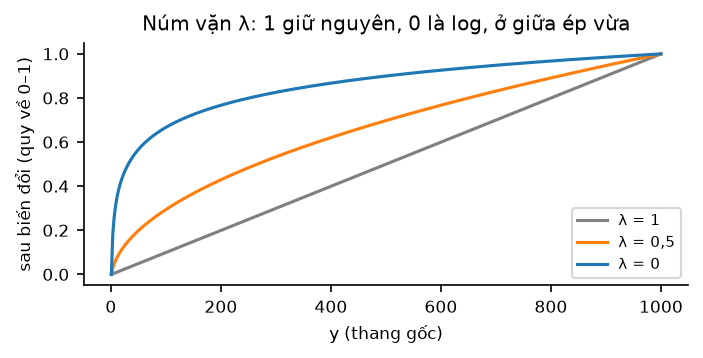 Núm vặn λ: 1 giữ nguyên, 0 là log, ở giữa ép vừa
sau biến đổi (quy về 0–1)
1.0
0.8
0.6
0.4
0.2
0.0
λ = 1
λ = 0,5
λ = 0
0 200 400 600 800 1000
y (thang gốc)